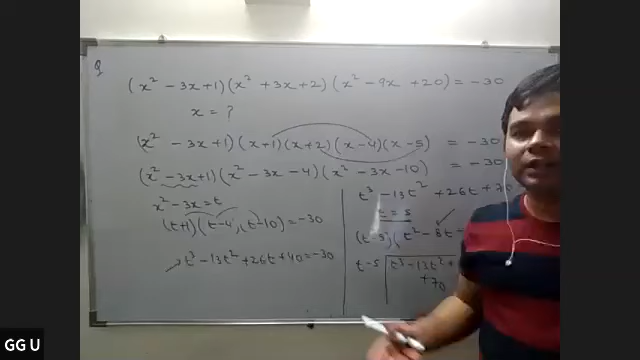 Q
(x² - 3x + 1)(x² + 3x + 2)(x² - 9x + 20) = -30
x = ?
(x² - 3x + 1)(x+1)(x+2)(x-4)(x-5) = -30
(x² - 3x + 1)(x² - 3x - 4)(x² - 3x - 10) = -30
x² - 3x = t
(t+1)(t-4)(t-10) = -30
→ t³ - 13t² + 26t + 40 = -30
t³ - 13t² + 26t + 70
t = 5
(t-5)(t² - 8t -
t-5 t³ - 13t² +
+70
GG U